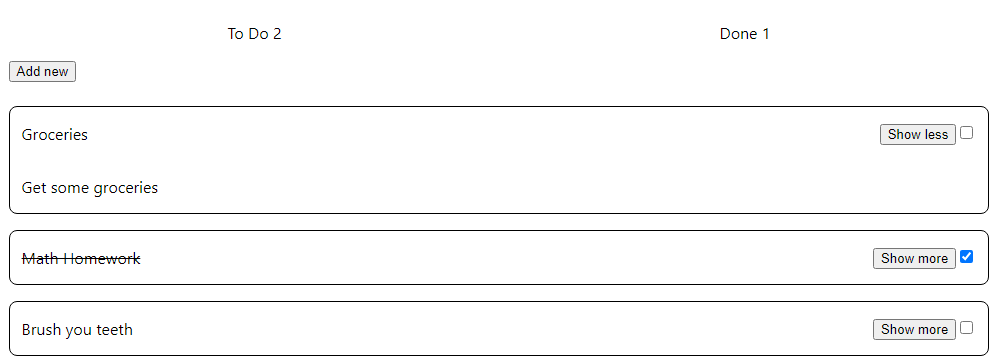 To Do 2 Done 1
Add new
Groceries Show less
Get some groceries
Math Homework Show more
Brush you teeth Show more